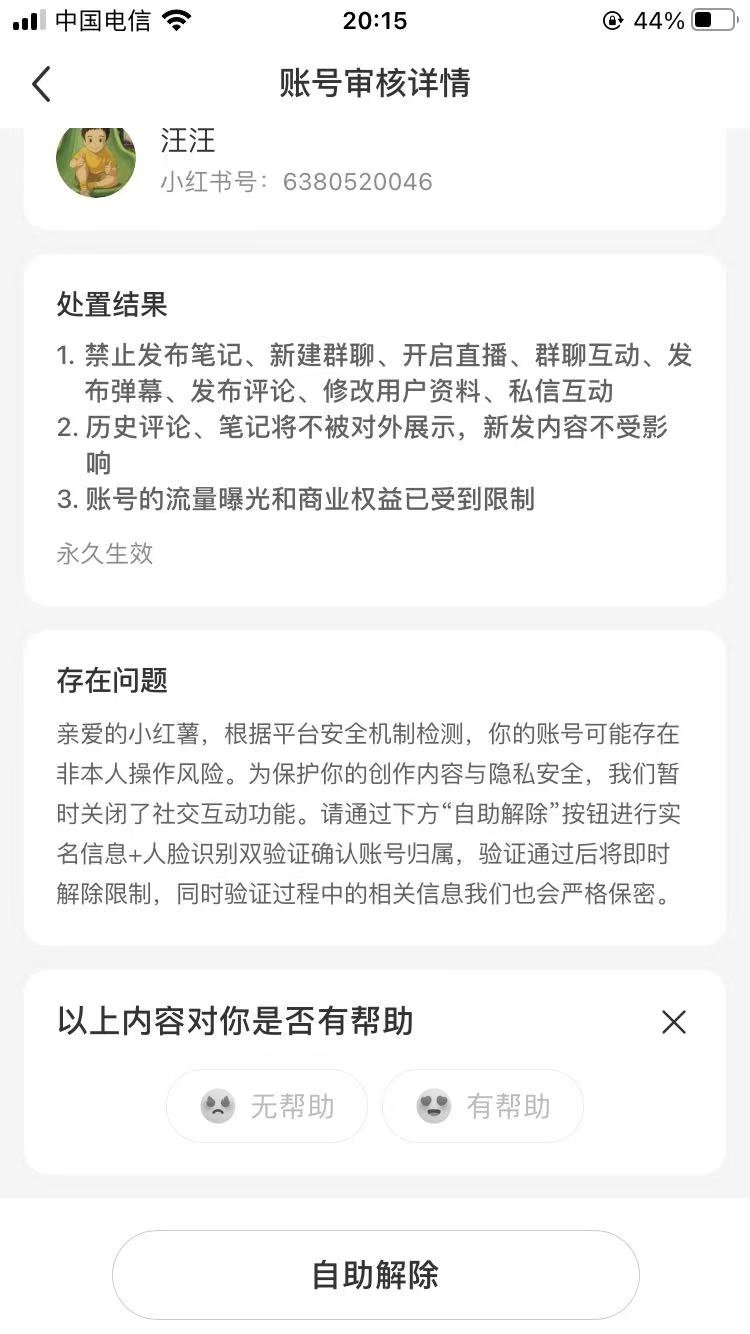 中国电信
20:15
44%
账号审核详情
汪汪
小红书号：6380520046
处置结果
1. 禁止发布笔记、新建群聊、开启直播、群聊互动、发
布弹幕、发布评论、修改用户资料、私信互动
2. 历史评论、笔记将不被对外展示，新发内容不受影
响
3. 账号的流量曝光和商业权益已受到限制
永久生效
存在问题
亲爱的小红薯，根据平台安全机制检测，你的账号可能存在
非本人操作风险。为保护你的创作内容与隐私安全，我们暂
时关闭了社交互动功能。请通过下方“自助解除”按钮进行实
名信息+人脸识别双验证确认账号归属，验证通过后将即时
解除限制，同时验证过程中的相关信息我们也会严格保密。
以上内容对你是否有帮助
无帮助
有帮助
自助解除